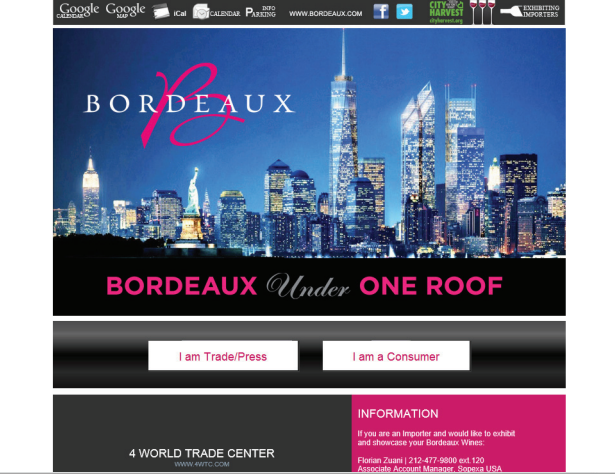 Google CALENDAR Google MAP iCal CALENDAR INFO PARKING WWW.BORDEAUX.COM CITY HARVEST cityharvest.org EXHIBITING IMPORTERS
BORDEAUX
BORDEAUX Under ONE ROOF
I am Trade/Press I am a Consumer
4 WORLD TRADE CENTER
WWW.4WTC.COM
INFORMATION
If you are an Importer and would like to exhibit
and showcase your Bordeaux Wines:
Florian Zuani | 212-477-9800 ext.120
Associate Account Manager, Sopexa USA